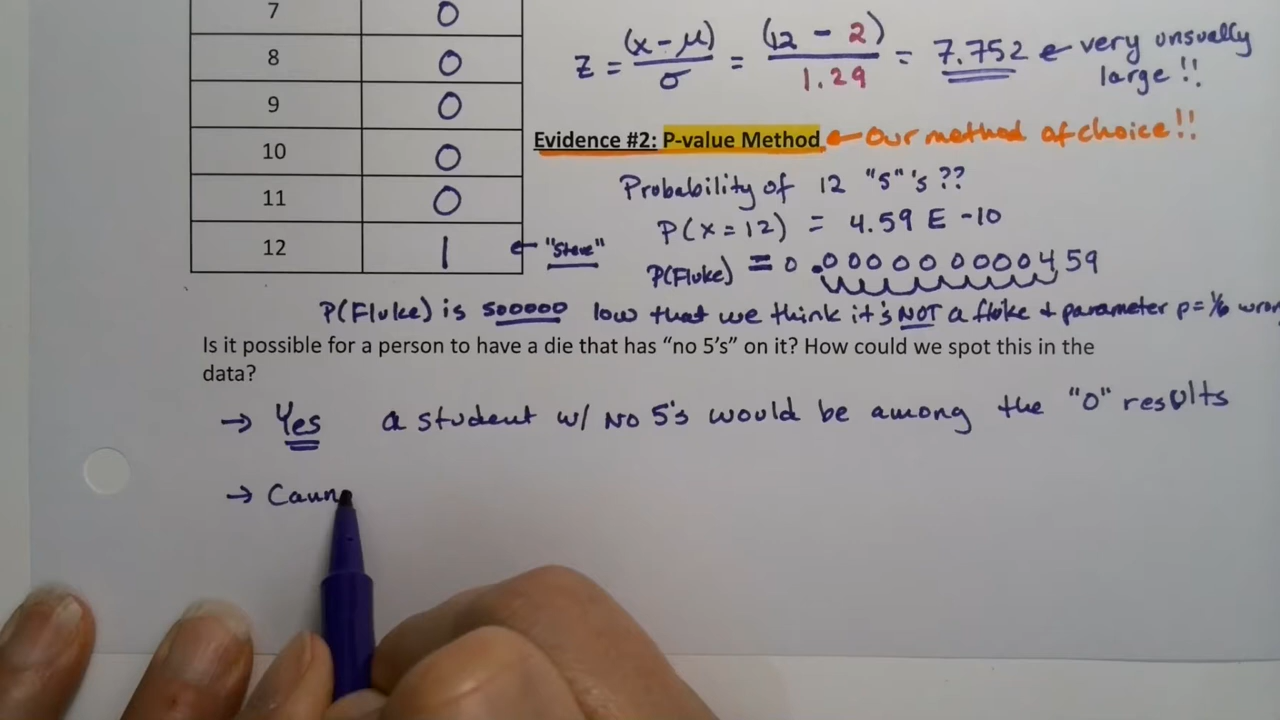 7 0
8 0
9 0
10 0
11 0
12 1 ← "Steve"
z = (x - μ) / σ = (12 - 2) / 1.29 = 7.752 ← very unsually large !!
Evidence #2: P-value Method ← Our method of choice!!
Probability of 12 "5"'s ??
P(x = 12) = 4.59 E -10
P(Fluke) = 0.000000000459
P(Fluke) is sooooo low that we think it's NOT a fluke + parameter p = 1/6 wron
Is it possible for a person to have a die that has “no 5’s” on it? How could we spot this in the
data?
→ Yes a student w/ No 5's would be among the "0" results
→ Cann